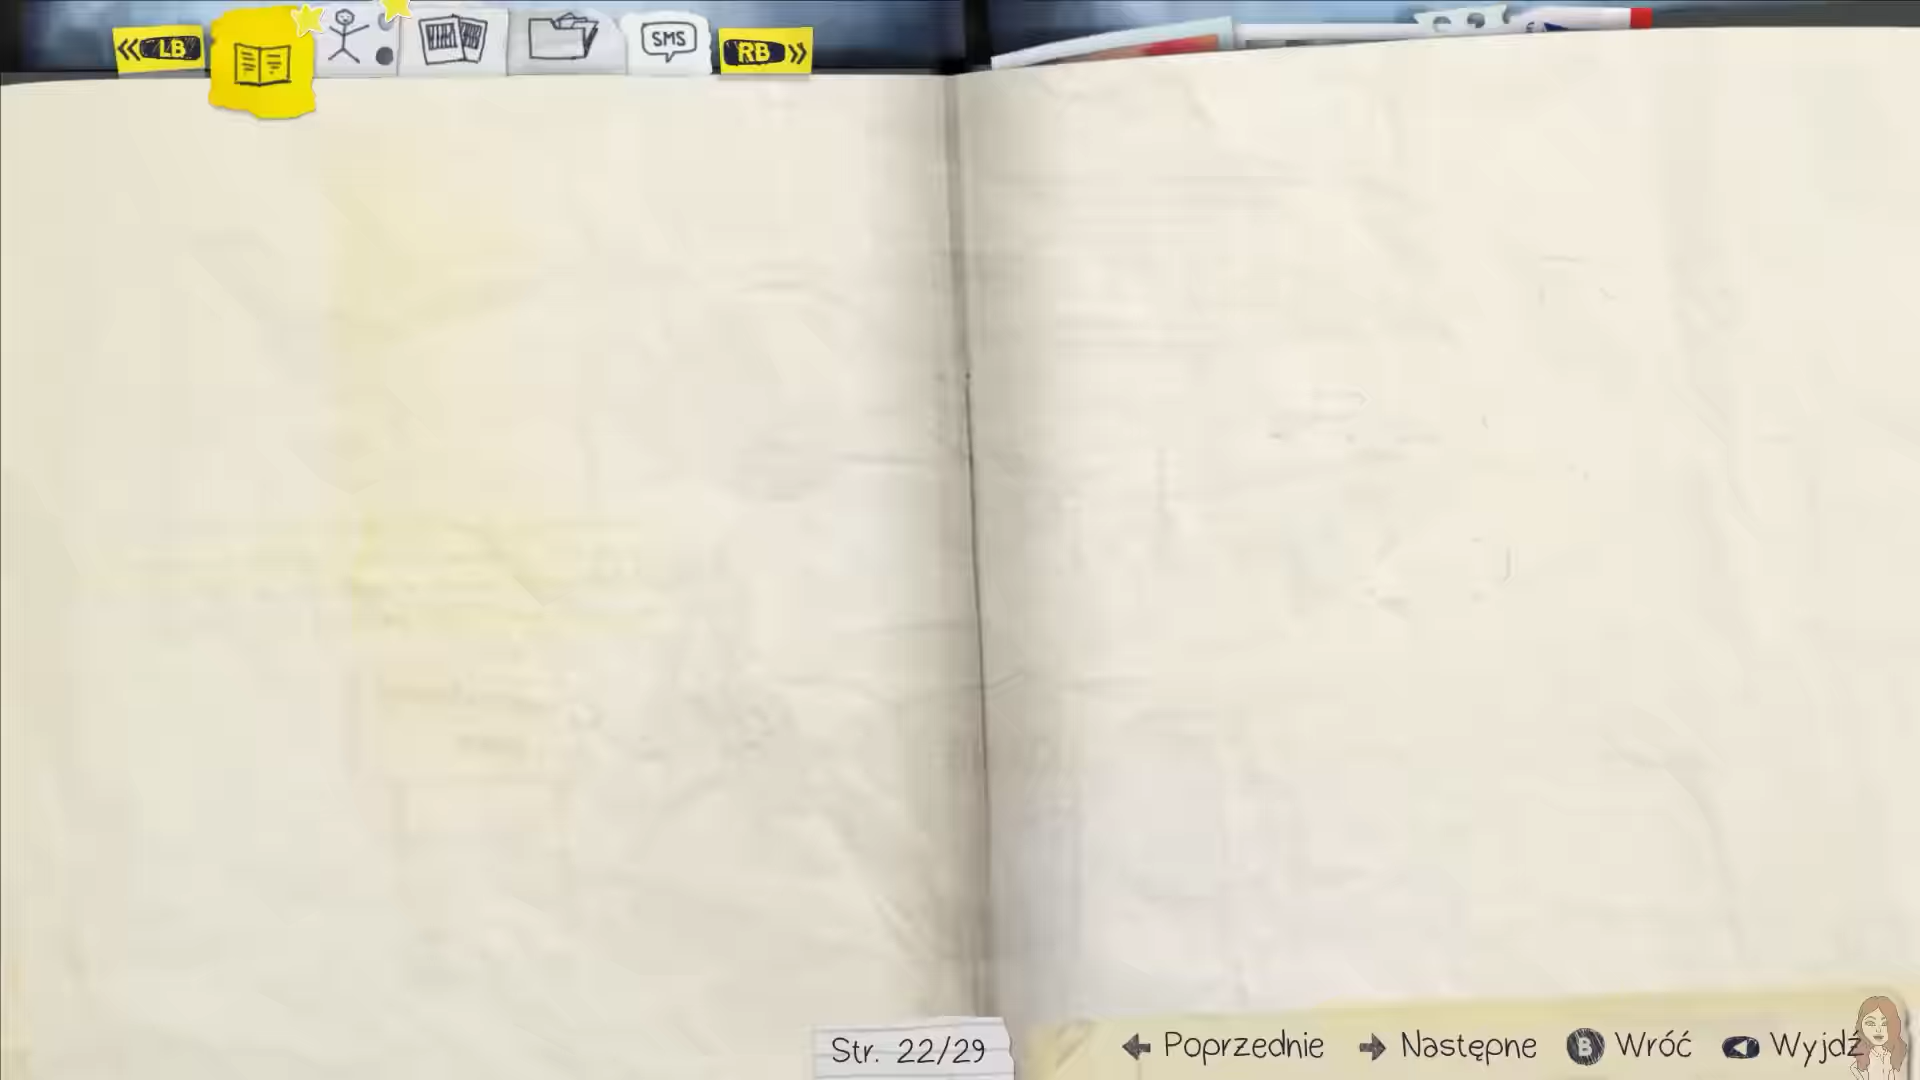 LB
SMS
RB
Str. 22/29
Poprzednie
Następne
B Wróć
Wyjdź